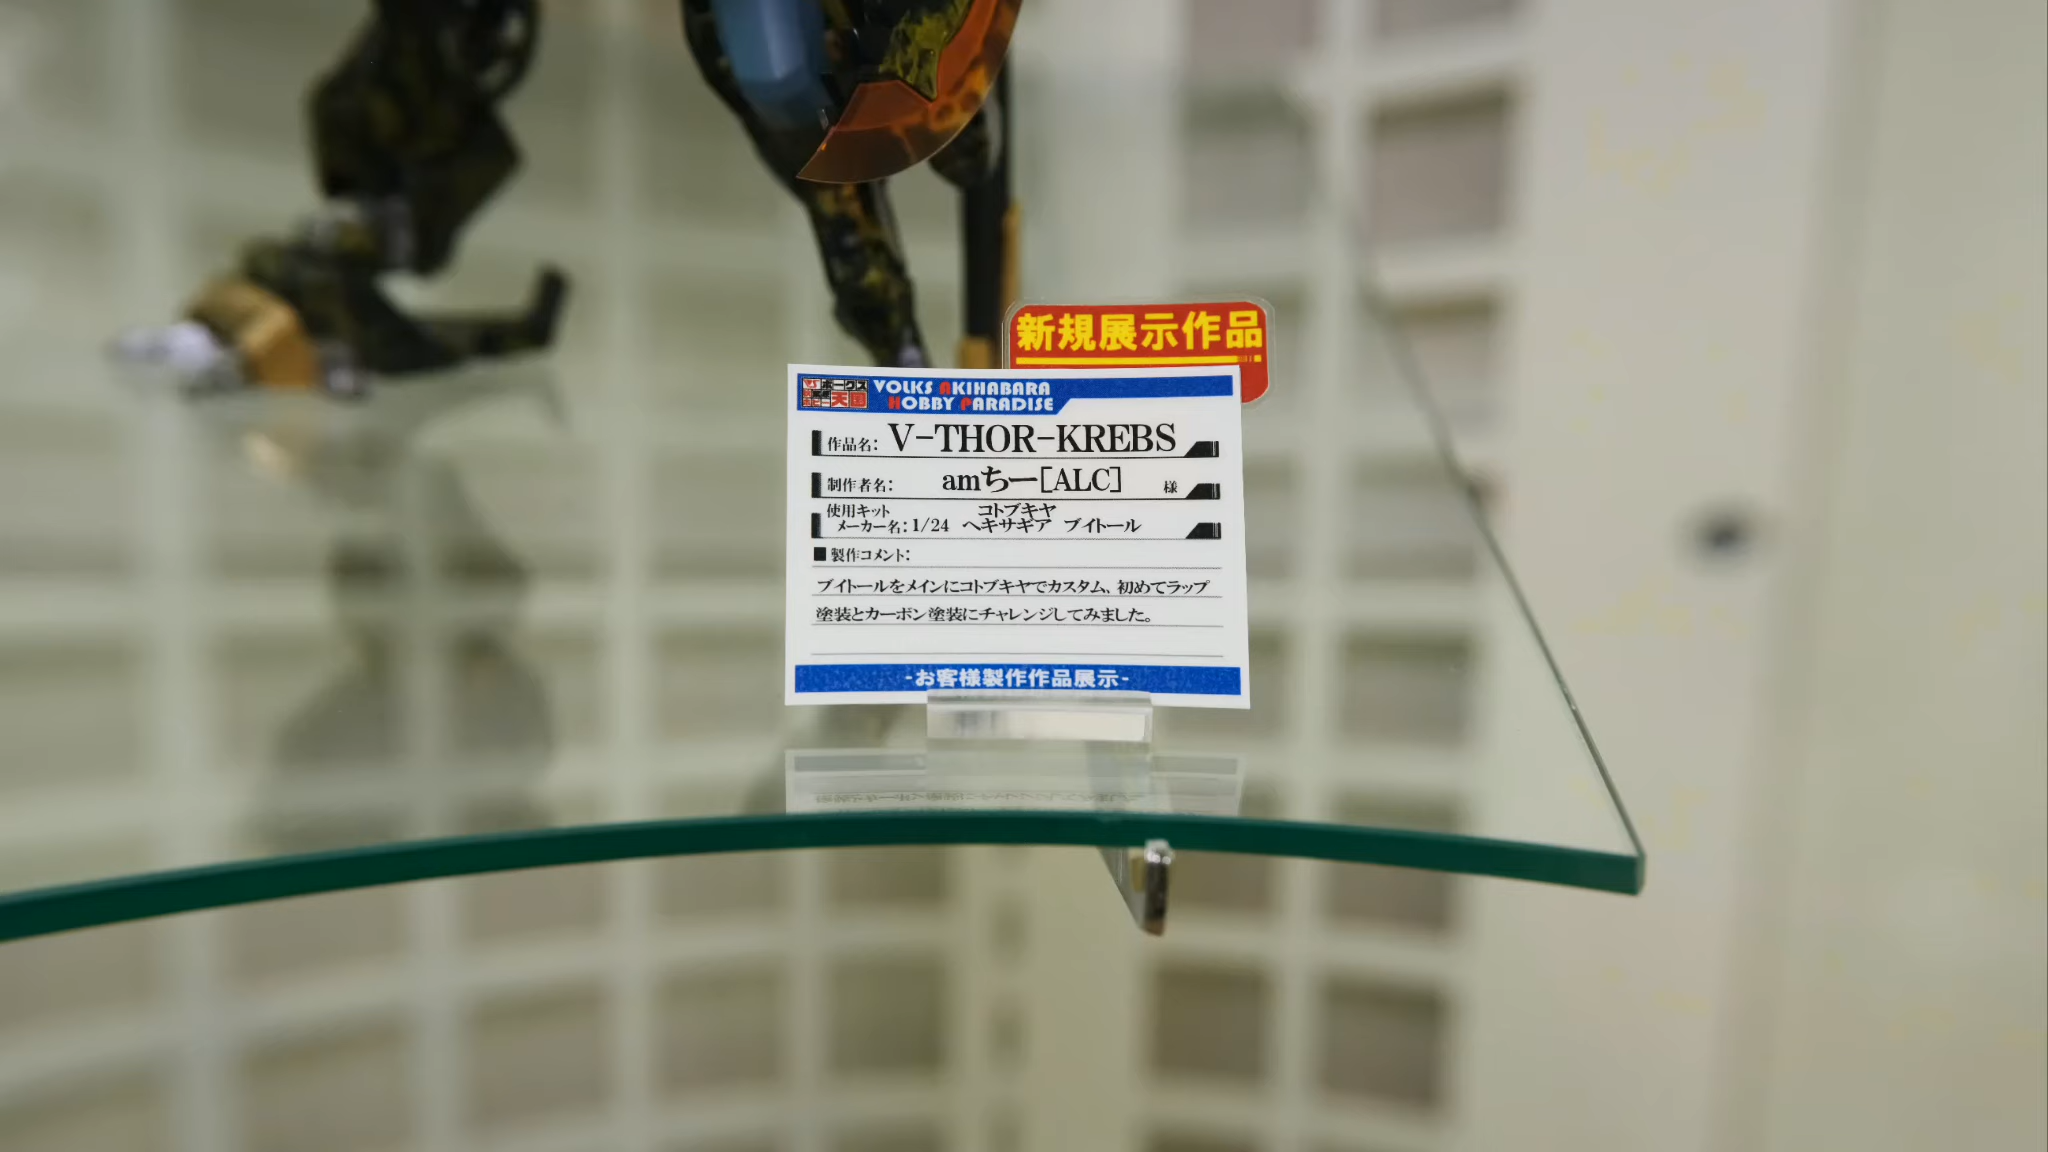 新規展示作品
ボークス
天国
VOLKS AKIHABARA
HOBBY PARADISE
作品名: V-THOR-KREBS
制作者名: amちー[ALC] 様
使用キット コトブキヤ
メーカー名: 1/24 ヘキサギア ブイトール
■製作コメント:
ブイトールをメインにコトブキヤでカスタム、初めてラップ
塗装とカーボン塗装にチャレンジしてみました。
-お客様製作作品展示-